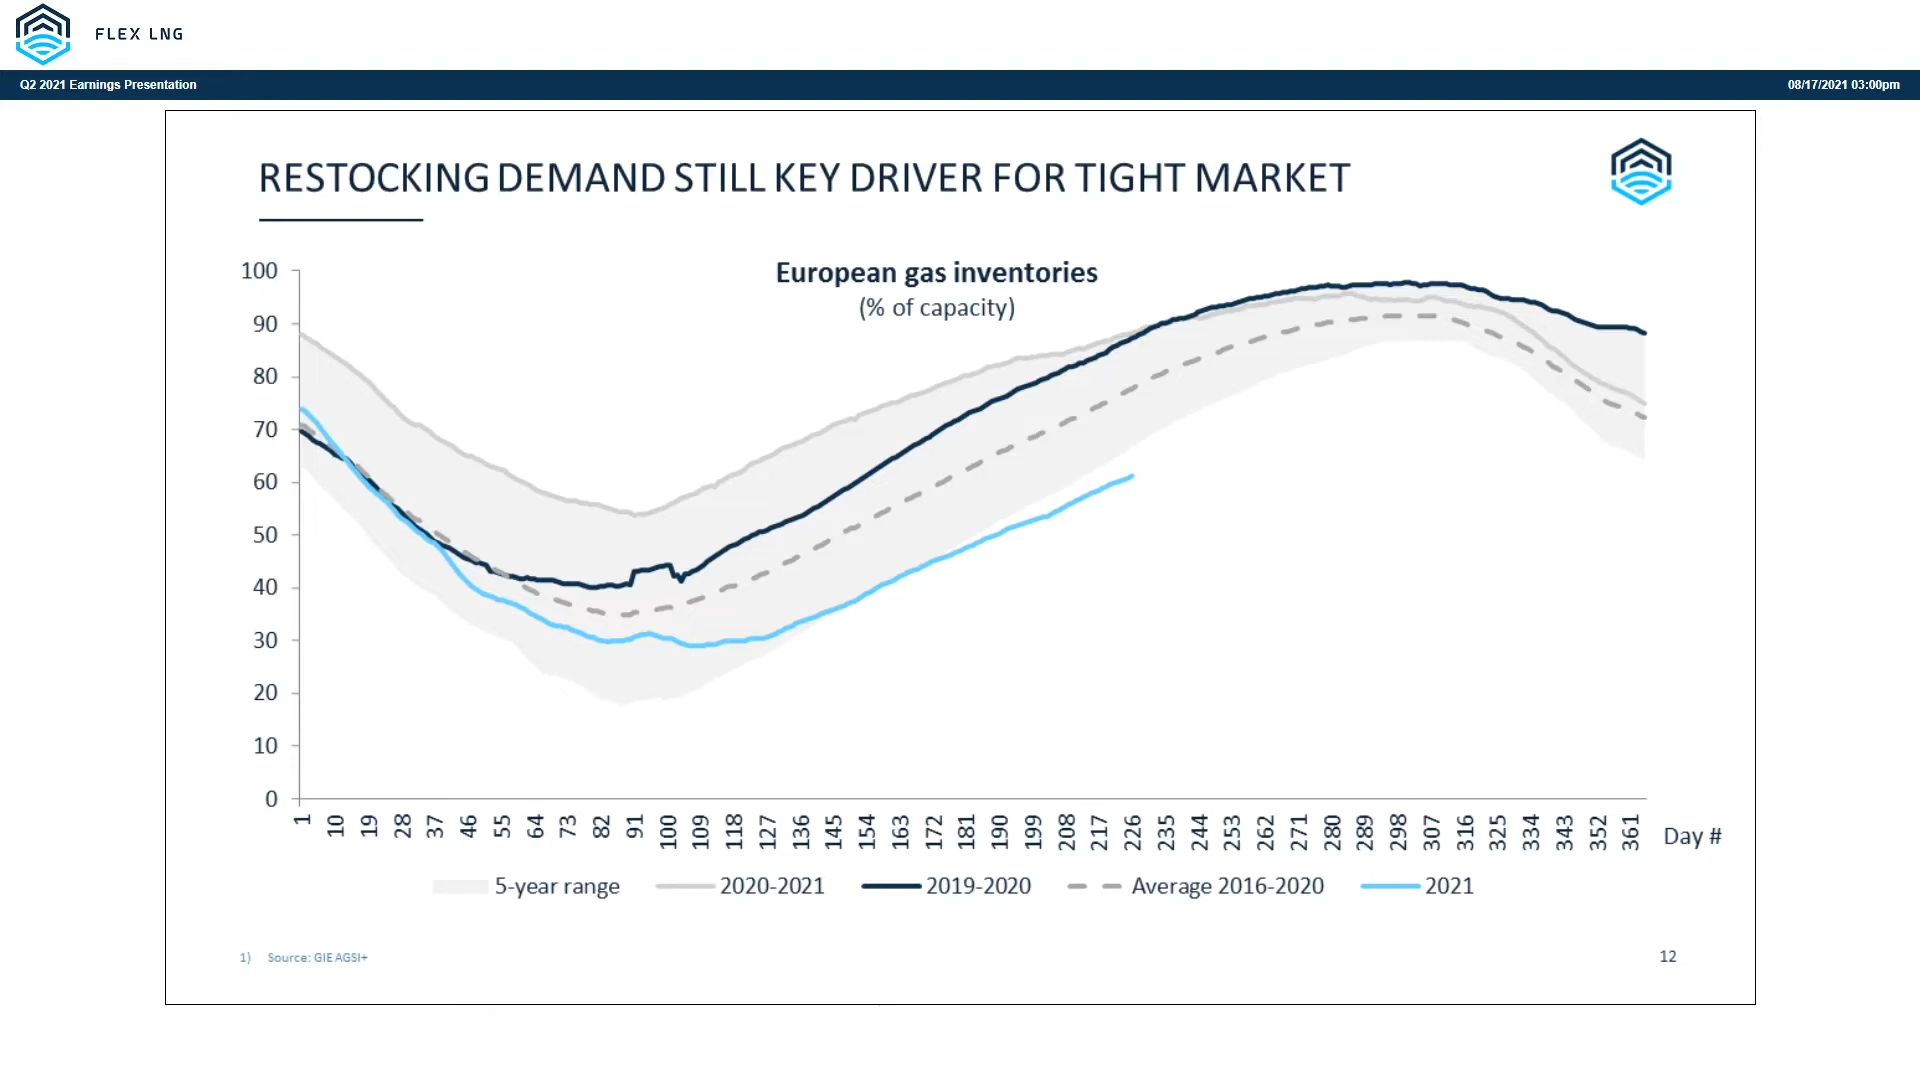 FLEX LNG
Q2 2021 Earnings Presentation
08/17/2021 03:00pm
RESTOCKING DEMAND STILL KEY DRIVER FOR TIGHT MARKET
European gas inventories
(% of capacity)
100
90
80
70
60
50
40
30
20
10
0
1 10 19 28 37 46 55 64 73 82 91 100 109 118 127 136 145 154 163 172 181 190 199 208 217 226 235 244 253 262 271 280 289 298 307 316 325 334 343 352 361 Day #
5-year range 2020-2021 2019-2020 Average 2016-2020 2021
1) Source: GIE AGSI+
12